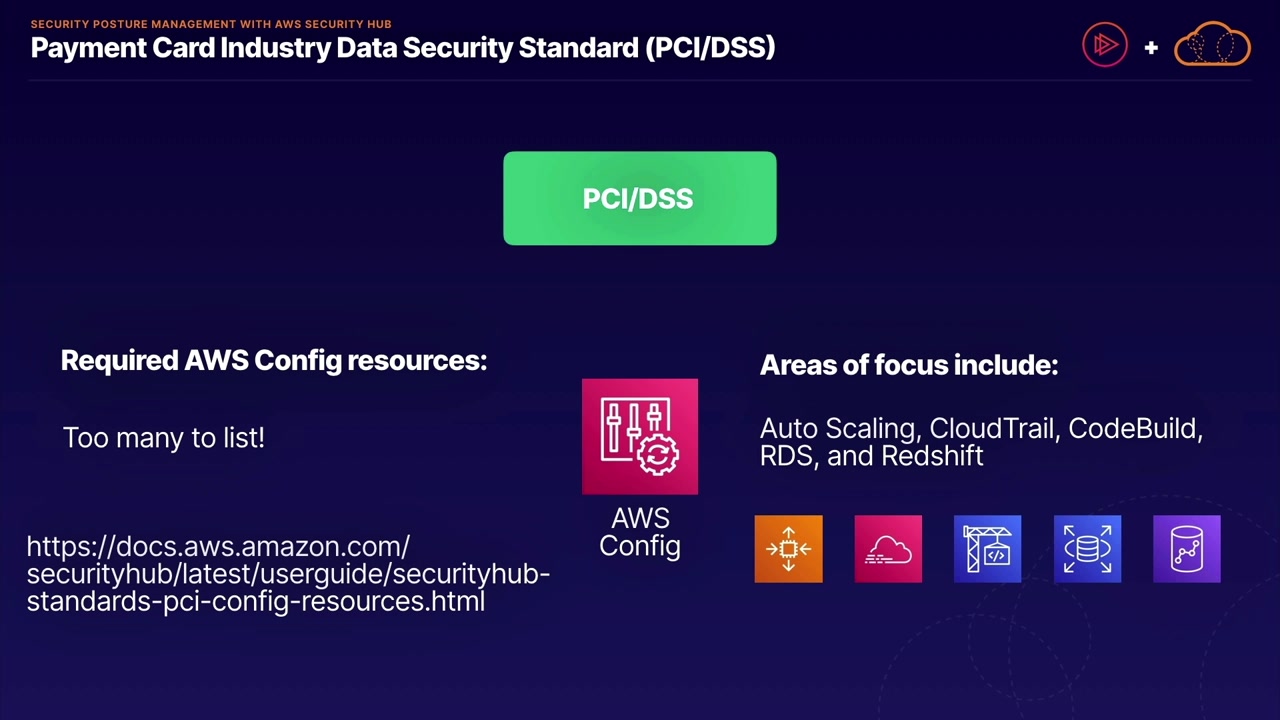 SECURITY POSTURE MANAGEMENT WITH AWS SECURITY HUB
Payment Card Industry Data Security Standard (PCI/DSS)
+
PCI/DSS
Required AWS Config resources:
Too many to list!
https://docs.aws.amazon.com/
securityhub/latest/userguide/securityhub-
standards-pci-config-resources.html
AWS
Config
Areas of focus include:
Auto Scaling, CloudTrail, CodeBuild,
RDS, and Redshift